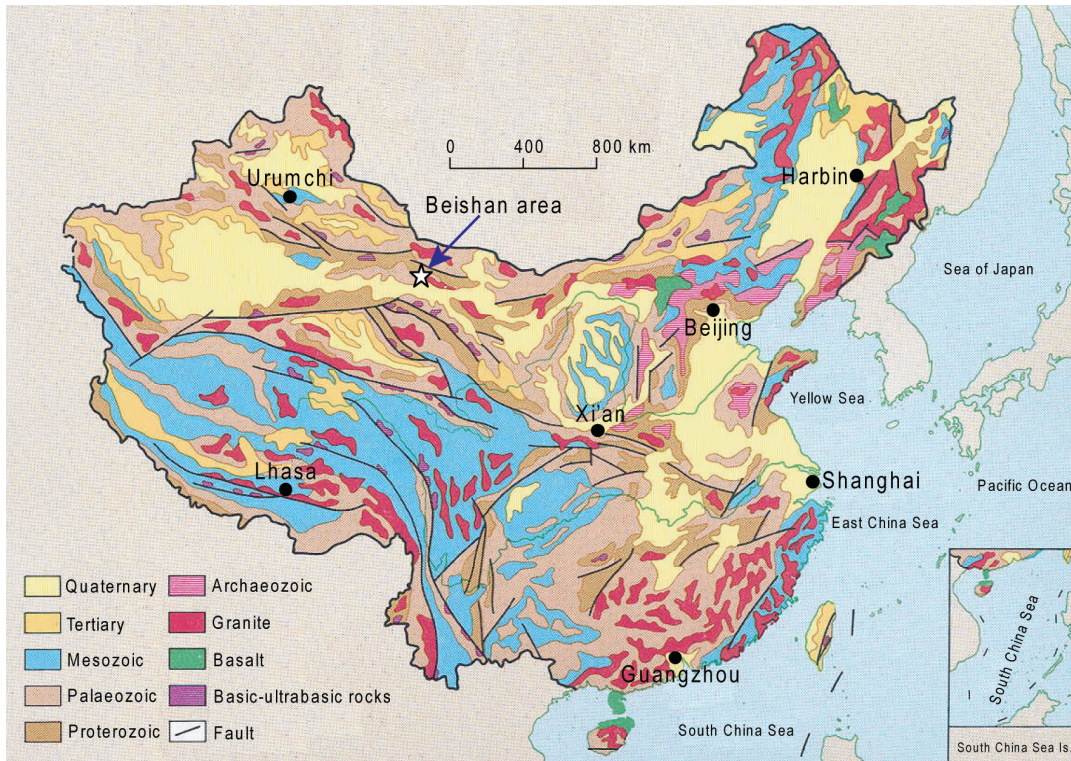 0 400 800 km
Urumchi
Harbin
Beishan area
Sea of Japan
Beijing
Yellow Sea
Xi'an
Lhasa
Shanghai
Pacific Ocean
East China Sea
Quaternary
Tertiary
Mesozoic
Palaeozoic
Proterozoic
Archaeozoic
Granite
Basalt
Basic-ultrabasic rocks
Fault
Guangzhou
South China Sea
South China Sea
South China Sea Is.